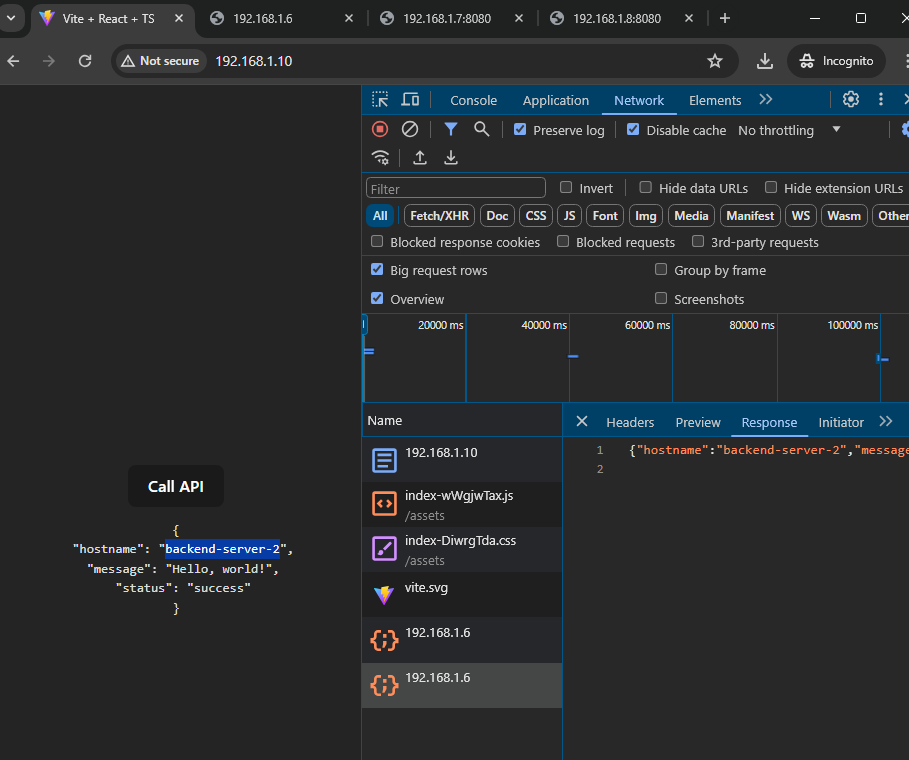 Vite + React + TS
192.168.1.6
192.168.1.7:8080
192.168.1.8:8080
Not secure
192.168.1.10
Incognito
Console
Application
Network
Elements
Preserve log
Disable cache
No throttling
Filter
Invert
Hide data URLs
Hide extension URLs
All
Fetch/XHR
Doc
CSS
JS
Font
Img
Media
Manifest
WS
Wasm
Other
Blocked response cookies
Blocked requests
3rd-party requests
Big request rows
Group by frame
Overview
Screenshots
20000 ms
40000 ms
60000 ms
80000 ms
100000 ms
Name
Headers
Preview
Response
Initiator
192.168.1.10
index-wWgjwTax.js
/assets
index-DiwrgTda.css
/assets
vite.svg
192.168.1.6
192.168.1.6
1 {"hostname":"backend-server-2","message
2
Call API
{
"hostname": "backend-server-2",
"message": "Hello, world!",
"status": "success"
}